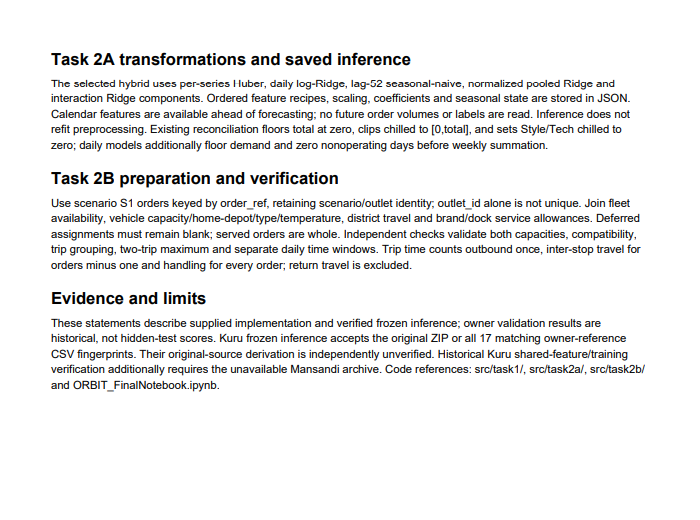 Task 2A transformations and saved inference
The selected hybrid uses per-series Huber, daily log-Ridge, lag-52 seasonal-naive, normalized pooled Ridge and
interaction Ridge components. Ordered feature recipes, scaling, coefficients and seasonal state are stored in JSON.
Calendar features are available ahead of forecasting; no future order volumes or labels are read. Inference does not
refit preprocessing. Existing reconciliation floors total at zero, clips chilled to [0,total], and sets Style/Tech chilled to
zero; daily models additionally floor demand and zero nonoperating days before weekly summation.
Task 2B preparation and verification
Use scenario S1 orders keyed by order_ref, retaining scenario/outlet identity; outlet_id alone is not unique. Join fleet
availability, vehicle capacity/home-depot/type/temperature, district travel and brand/dock service allowances. Deferred
assignments must remain blank; served orders are whole. Independent checks validate both capacities, compatibility,
trip grouping, two-trip maximum and separate daily time windows. Trip time counts outbound once, inter-stop travel for
orders minus one and handling for every order; return travel is excluded.
Evidence and limits
These statements describe supplied implementation and verified frozen inference; owner validation results are
historical, not hidden-test scores. Kuru frozen inference accepts the original ZIP or all 17 matching owner-reference
CSV fingerprints. Their original-source derivation is independently unverified. Historical Kuru shared-feature/training
verification additionally requires the unavailable Mansandi archive. Code references: src/task1/, src/task2a/, src/task2b/
and ORBIT_FinalNotebook.ipynb.